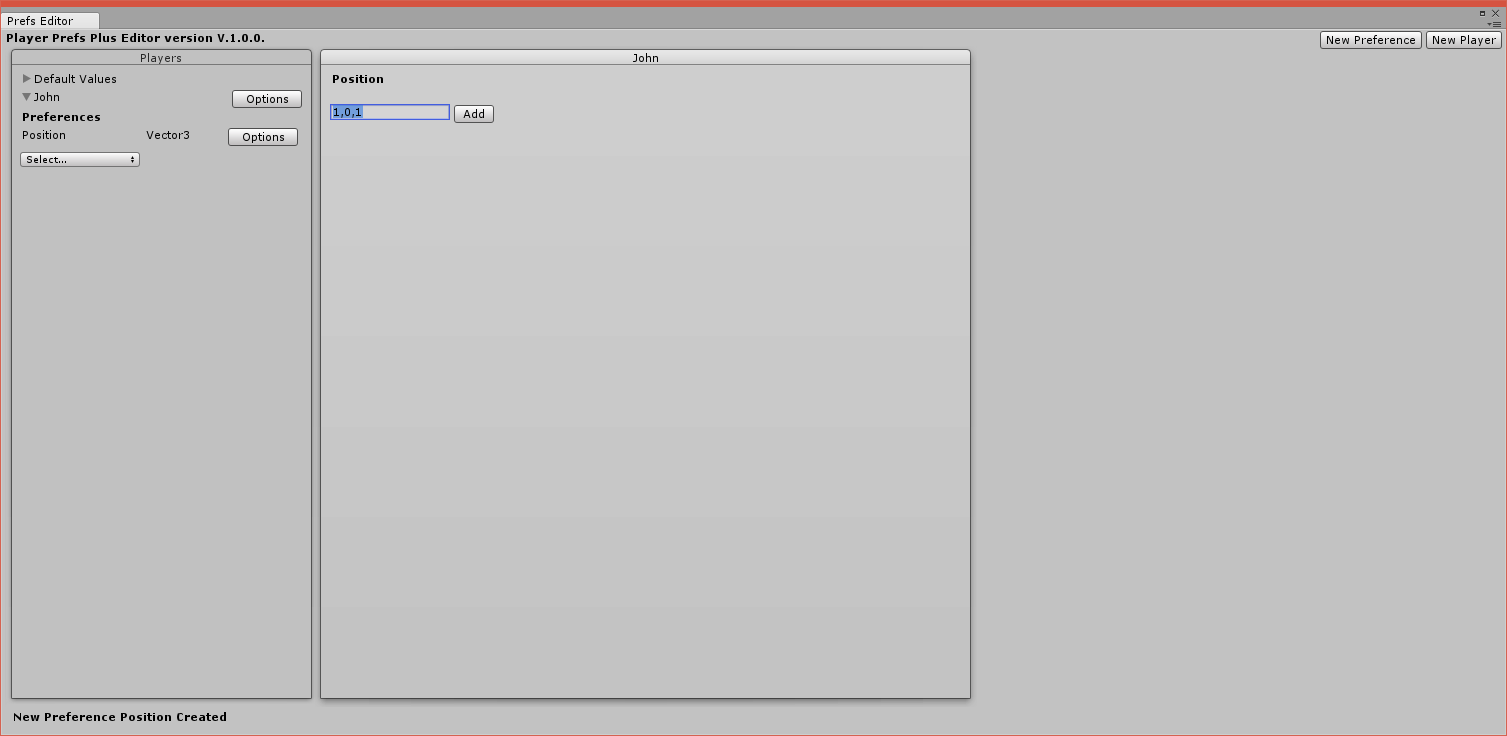 Prefs Editor
Player Prefs Plus Editor version V.1.0.0.
New Preference New Player
Players
Default Values
John Options
Preferences
Position Vector3 Options
Select...
John
Position
1,0,1 Add
New Preference Position Created